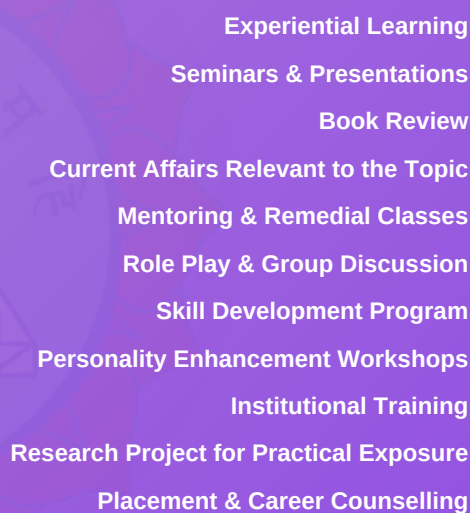 Experiential Learning
Seminars & Presentations
Book Review
Current Affairs Relevant to the Topic
Mentoring & Remedial Classes
Role Play & Group Discussion
Skill Development Program
Personality Enhancement Workshops
Institutional Training
Research Project for Practical Exposure
Placement & Career Counselling